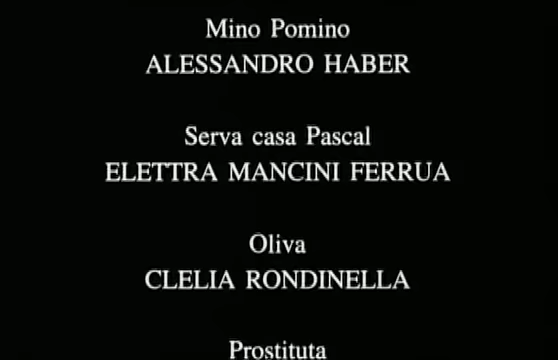 Mino Pomino
ALESSANDRO HABER
Serva casa Pascal
ELETTRA MANCINI FERRUA
Oliva
CLELIA RONDINELLA
Prostituta